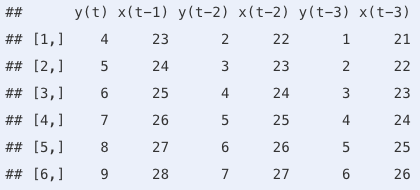 ##      y(t) x(t−1) y(t−2) x(t−2) y(t−3) x(t−3)
## [1,]    4     23      2     22      1     21
## [2,]    5     24      3     23      2     22
## [3,]    6     25      4     24      3     23
## [4,]    7     26      5     25      4     24
## [5,]    8     27      6     26      5     25
## [6,]    9     28      7     27      6     26